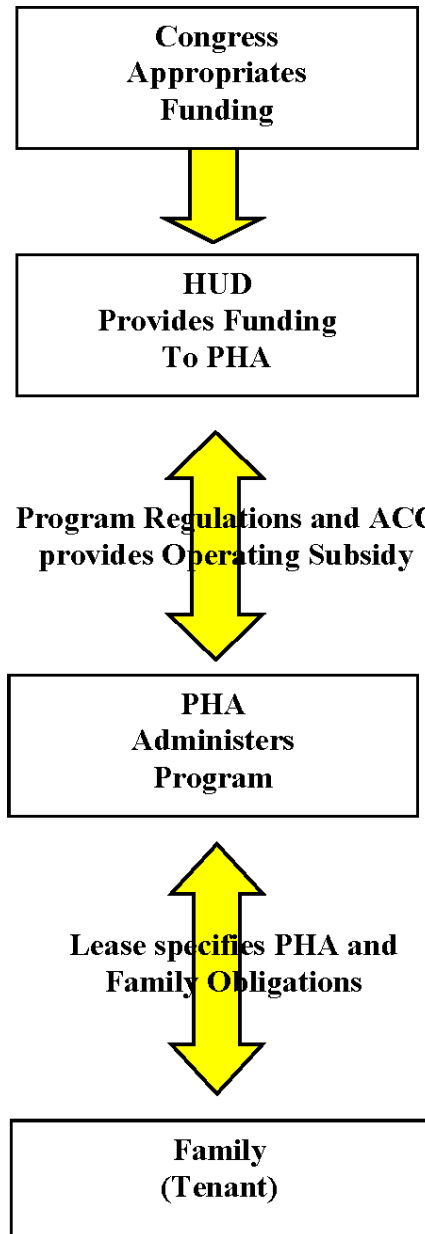 Congress
Appropriates
Funding
HUD
Provides Funding
To PHA
Program Regulations and ACC
provides Operating Subsidy
PHA
Administers
Program
Lease specifies PHA and
Family Obligations
Family
(Tenant)